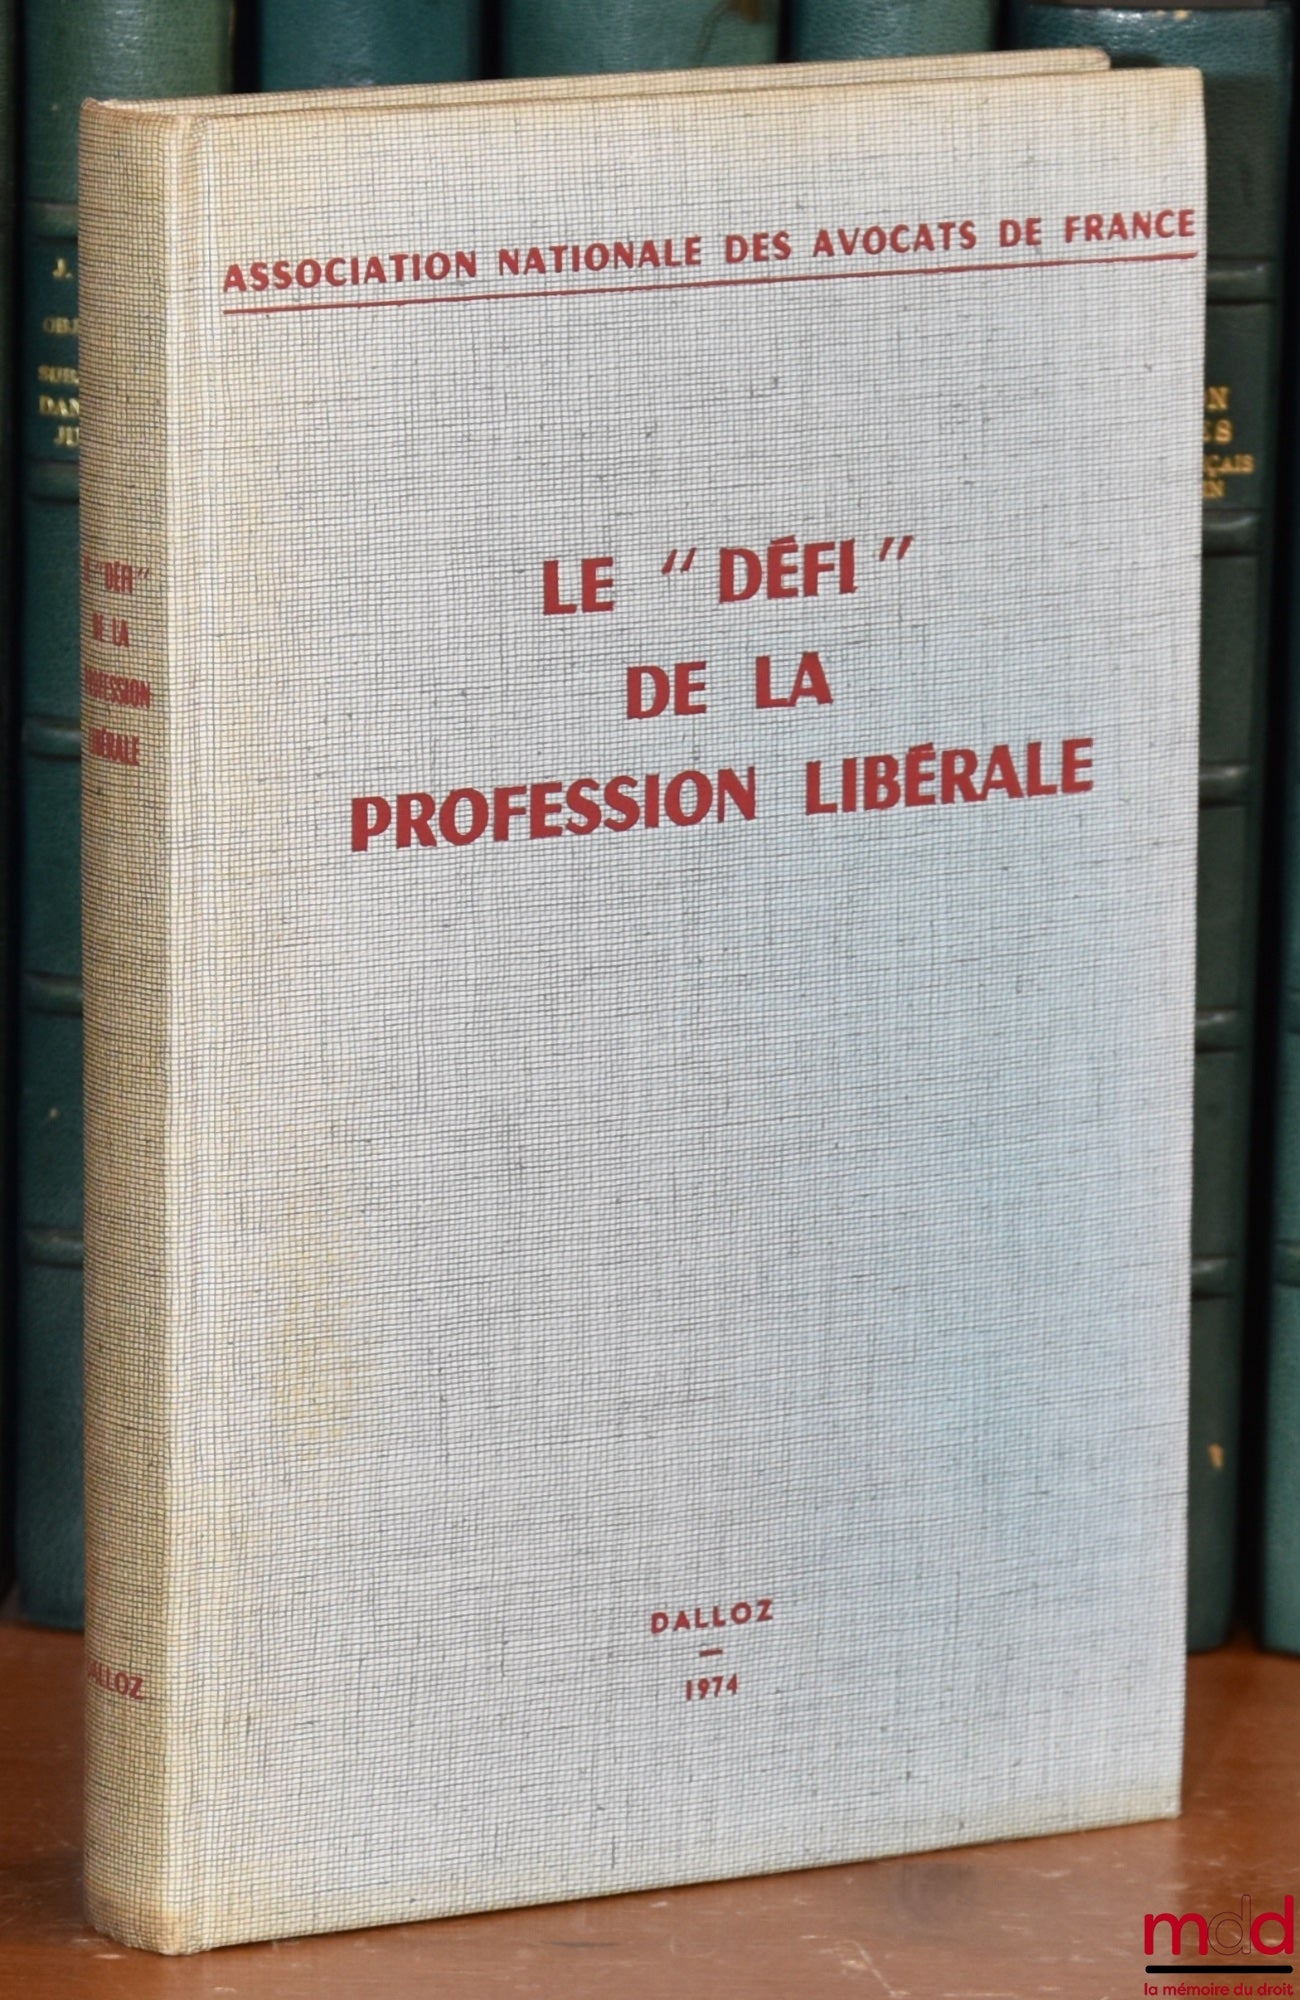 ASSOCIATION NATIONALE DES AVOCATS DE FRANCE
LE " DÉFI "
DE LA
PROFESSION LIBÉRALE
DALLOZ
—
1974
"DÉFI"
DE LA
PROFESSION
LIBÉRALE
DALLOZ
J.
mdd
la mémoire du droit